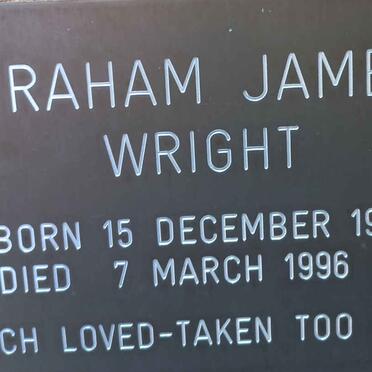 RAHAM JAME
WRIGHT
BORN 15 DECEMBER 19
DIED 7 MARCH 1996
CH LOVED-TAKEN TOO